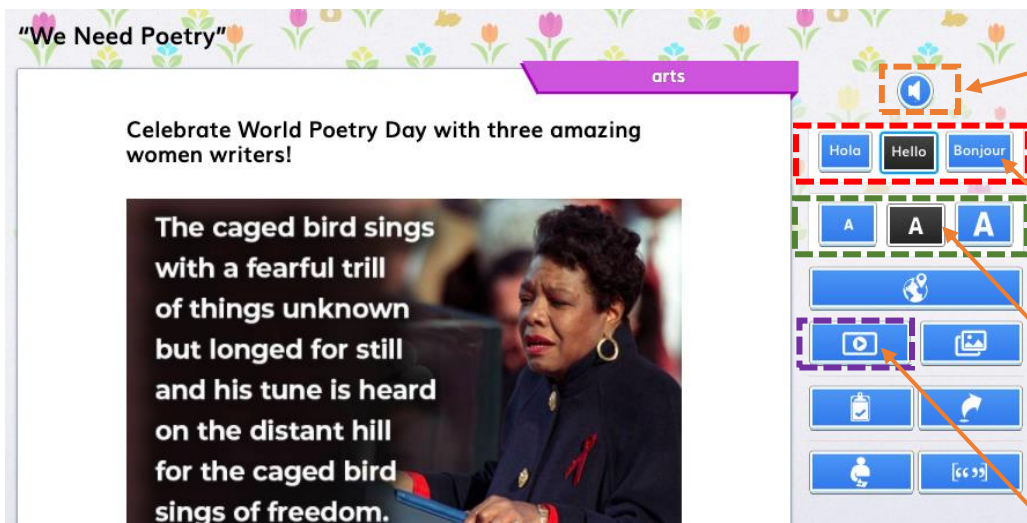 “We Need Poetry”
arts
Celebrate World Poetry Day with three amazing
women writers!
The caged bird sings
with a fearful trill
of things unknown
but longed for still
and his tune is heard
on the distant hill
for the caged bird
sings of freedom.
Hola Hello Bonjour
A A A
[“ ”]